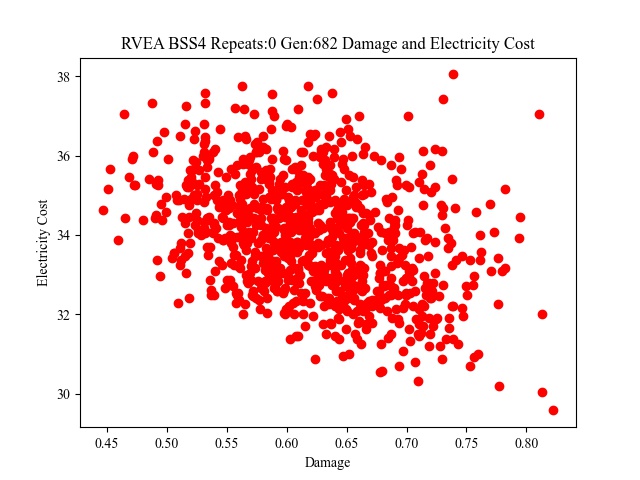 RVEA BSS4 Repeats:0 Gen:682 Damage and Electricity Cost
38
36
34
32
30
Electricity Cost
0.45 0.50 0.55 0.60 0.65 0.70 0.75 0.80
Damage